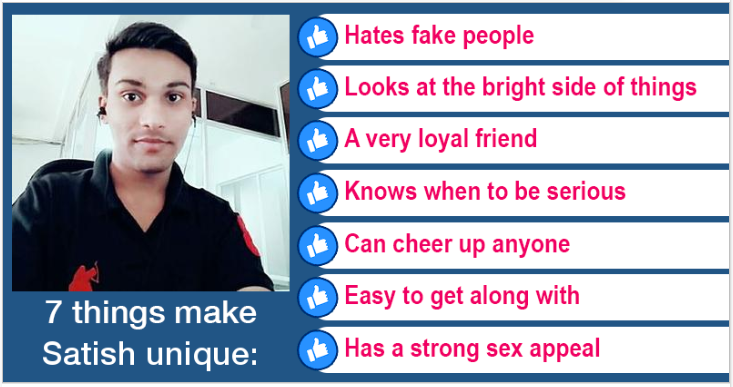 7 things make
Satish unique:
Hates fake people
Looks at the bright side of things
A very loyal friend
Knows when to be serious
Can cheer up anyone
Easy to get along with
Has a strong sex appeal